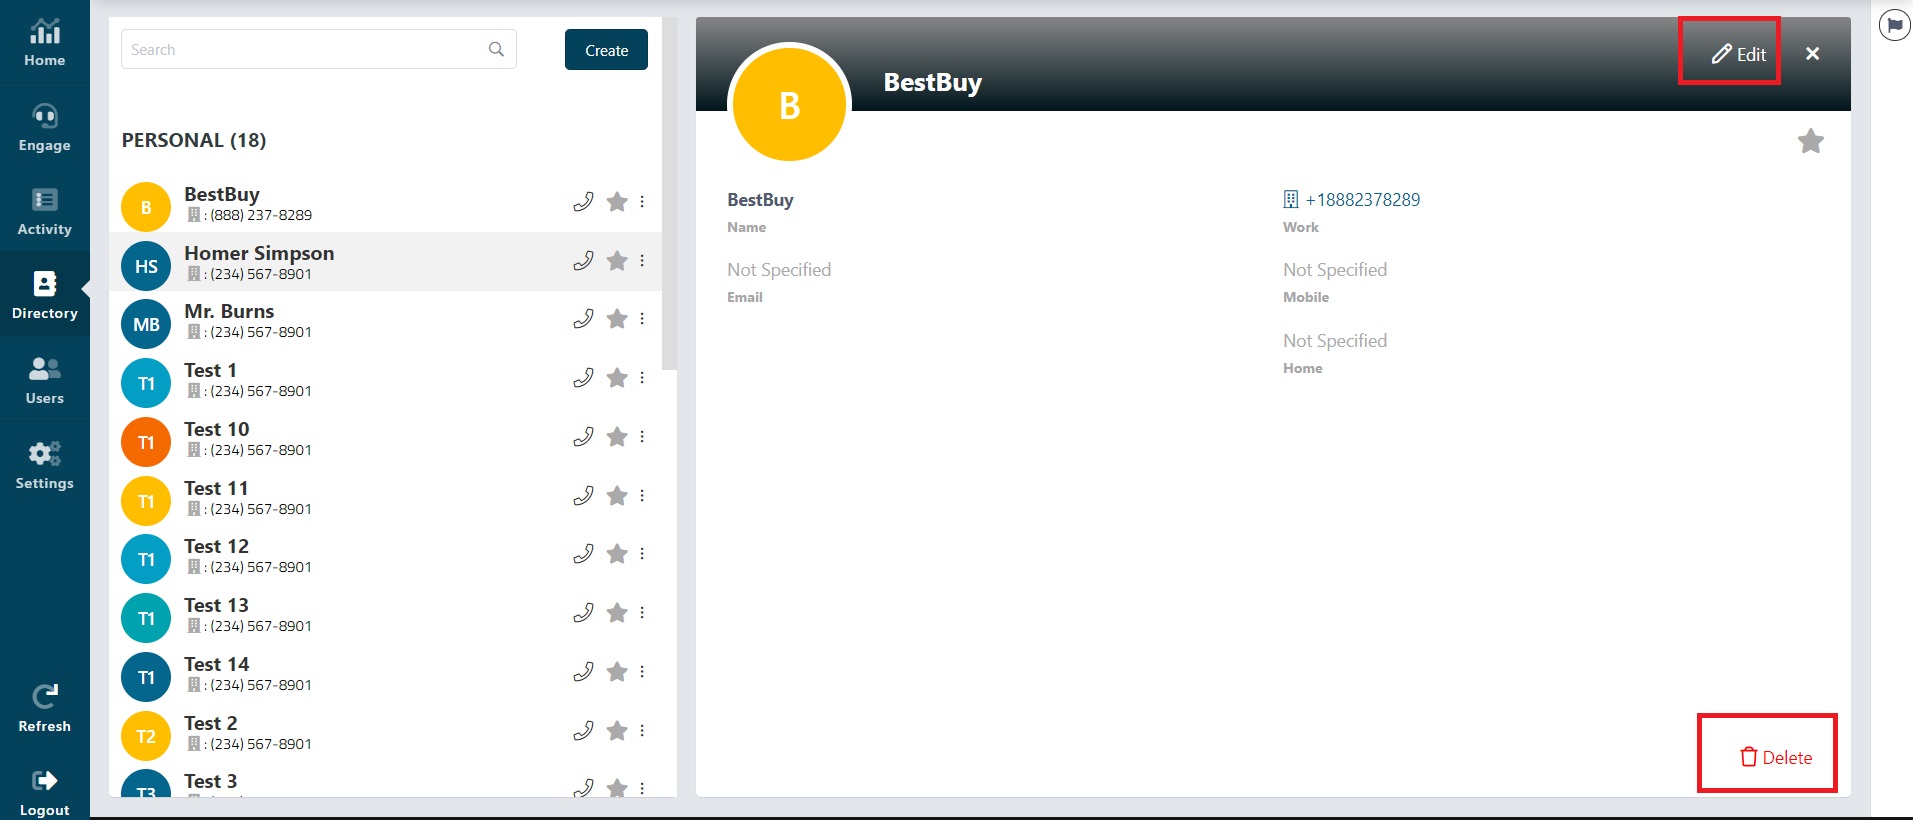 Home
Engage
Activity
Directory
Users
Settings
Refresh
Logout
Search
Create
PERSONAL (18)
B
BestBuy
: (888) 237-8289
HS
Homer Simpson
: (234) 567-8901
MB
Mr. Burns
: (234) 567-8901
T1
Test 1
: (234) 567-8901
T1
Test 10
: (234) 567-8901
T1
Test 11
: (234) 567-8901
T1
Test 12
: (234) 567-8901
T1
Test 13
: (234) 567-8901
T1
Test 14
: (234) 567-8901
T2
Test 2
: (234) 567-8901
T3
Test 3
B
BestBuy
Edit
BestBuy
Name
Not Specified
Email
+18882378289
Work
Not Specified
Mobile
Not Specified
Home
Delete